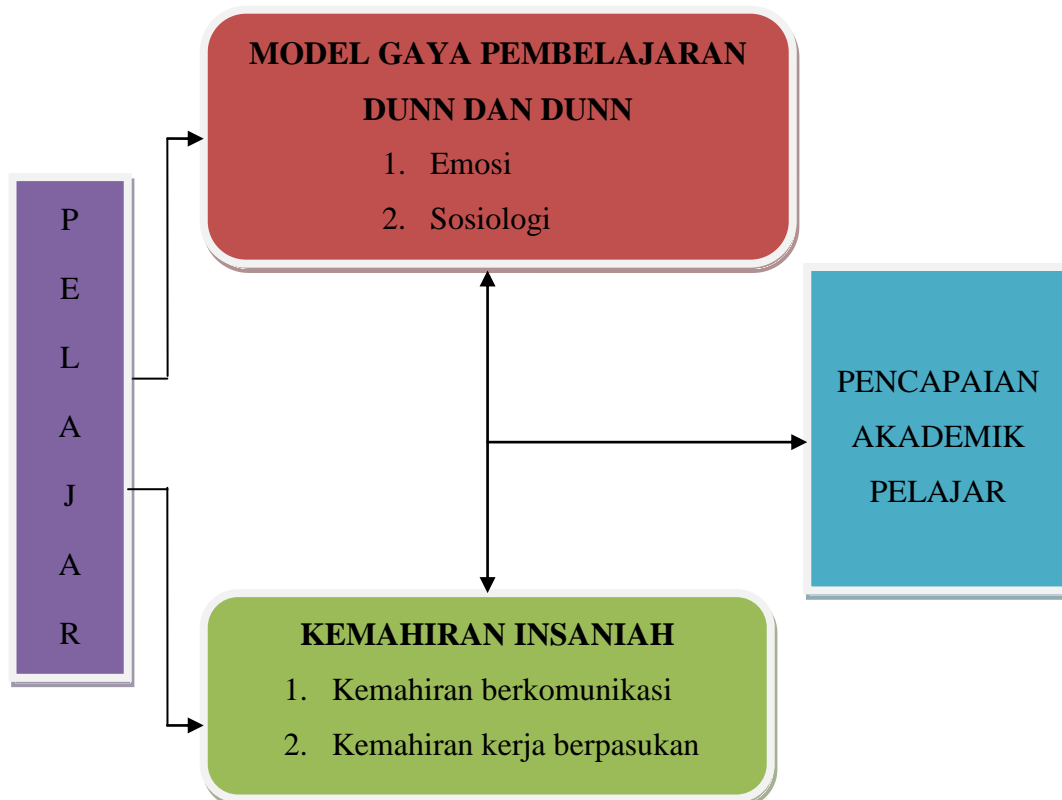 MODEL GAYA PEMBELAJARAN
DUNN DAN DUNN
1. Emosi
2. Sosiologi
P
E
L
A
J
A
R
PENCAPAIAN
AKADEMIK
PELAJAR
KEMAHIRAN INSANIAH
1. Kemahiran berkomunikasi
2. Kemahiran kerja berpasukan